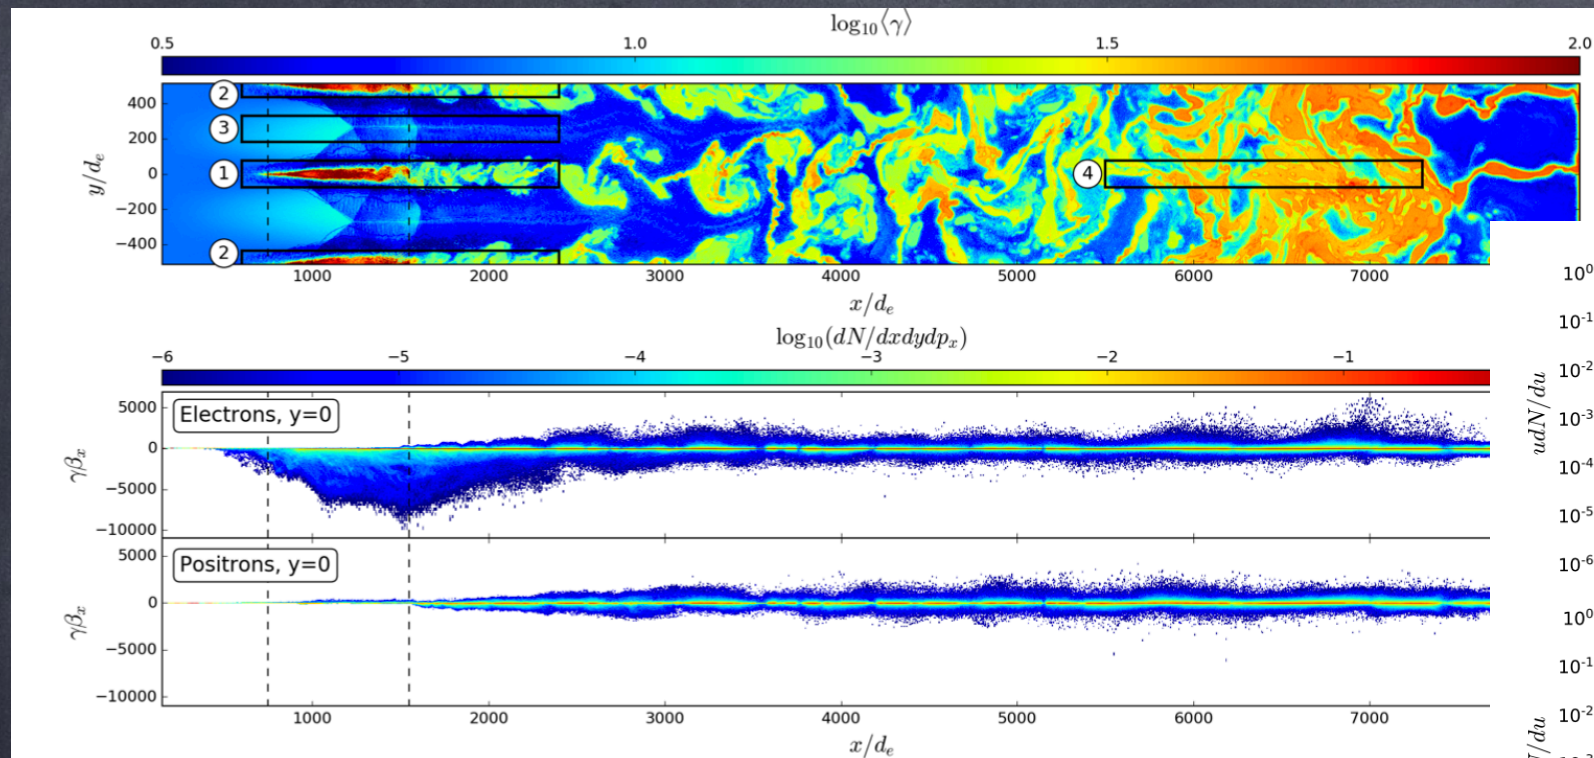 log₁₀⟨γ⟩
0.5 1.0 1.5 2.0
400
200
0
−200
−400
y/dₑ
2
3
1
2
4
1000 2000 3000 4000 5000 6000 7000
x/dₑ
log₁₀(dN/dxdydpₓ)
−6 −5 −4 −3 −2 −1
5000
0
−5000
−10000
γβₓ
Electrons, y=0
5000
0
−5000
−10000
γβₓ
Positrons, y=0
1000 2000 3000 4000 5000 6000 7000
x/dₑ
10⁰
10⁻¹
10⁻²
10⁻³
10⁻⁴
10⁻⁵
10⁻⁶
udN/du
10⁰
10⁻¹
10⁻²
N/du